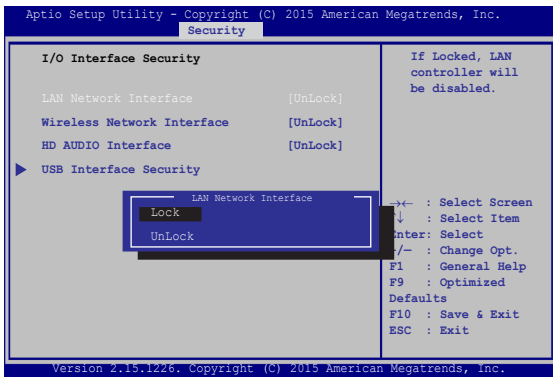 Aptio Setup Utility - Copyright (C) 2015 American Megatrends, Inc.
Security
I/O Interface Security
LAN Network Interface [UnLock]
Wireless Network Interface [UnLock]
HD AUDIO Interface [UnLock]
USB Interface Security
If Locked, LAN
controller will
be disabled.
LAN Network Interface
Lock
UnLock
→← : Select Screen
↑↓ : Select Item
Enter: Select
+/— : Change Opt.
F1 : General Help
F9 : Optimized
Defaults
F10 : Save & Exit
ESC : Exit
Version 2.15.1226. Copyright (C) 2015 American Megatrends, Inc.